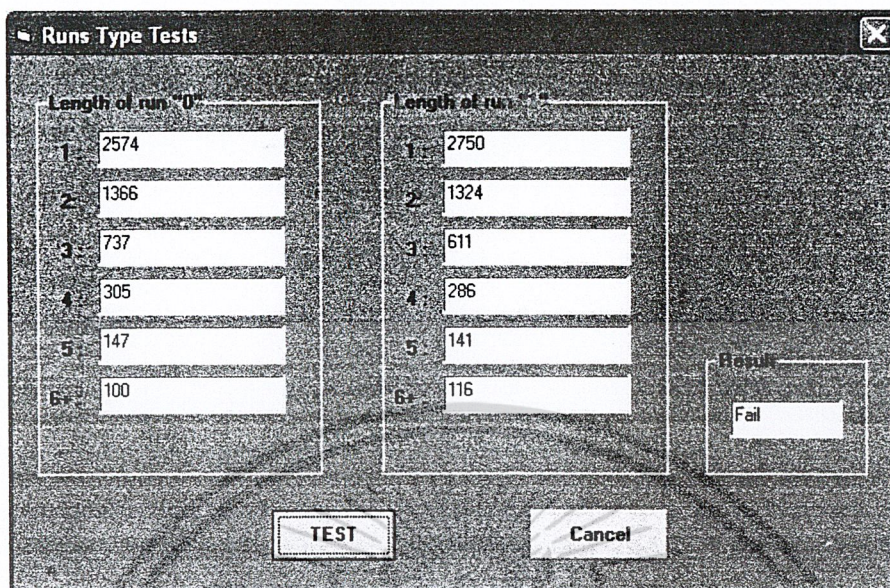 Runs Type Tests
Length of run "0"
1 : 2574
2: 1366
3 : 737
4 : 305
5 : 147
6+ : 100
Length of run "
1 : 2750
2: 1324
3 : 611
4 : 286
5 : 141
6+ : 116
Result
Fail
TEST
Cancel